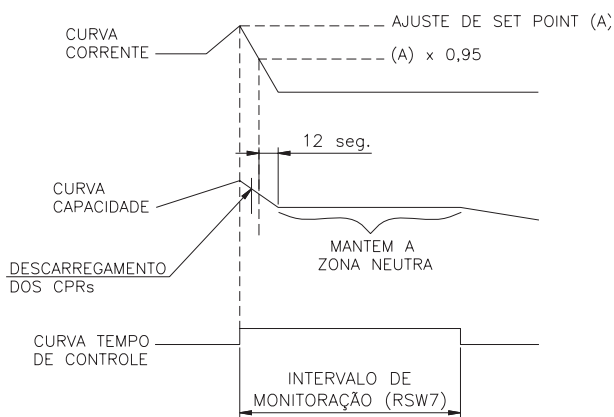 AJUSTE DE SET POINT (A)
CURVA
CORRENTE
(A) x 0,95
12 seg.
CURVA
CAPACIDADE
MANTEM A
ZONA NEUTRA
DESCARREGAMENTO
DOS CPRs
CURVA TEMPO
DE CONTROLE
INTERVALO DE
MONITORAÇÃO (RSW7)